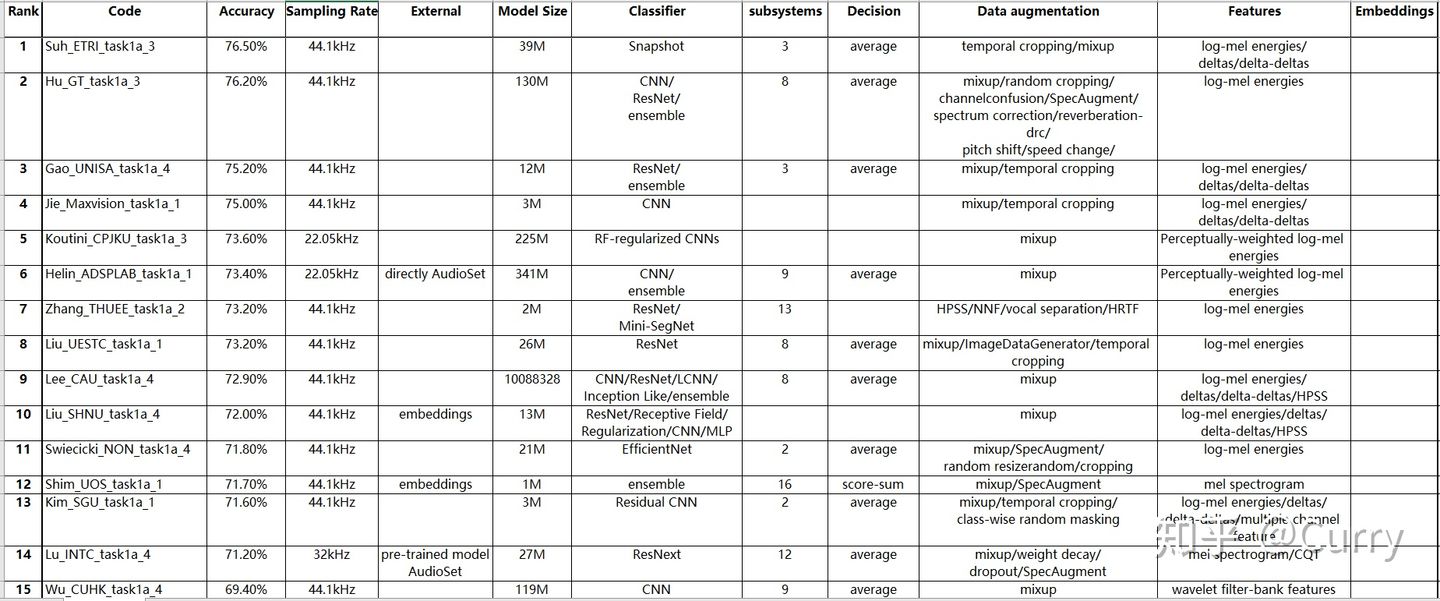 Rank Code Accuracy Sampling Rate External Model Size Classifier subsystems Decision Data augmentation Features Embeddings
1 Suh_ETRI_task1a_3 76.50% 44.1kHz 39M Snapshot 3 average temporal cropping/mixup log-mel energies/
deltas/delta-deltas
2 Hu_GT_task1a_3 76.20% 44.1kHz 130M CNN/ 8 average mixup/random cropping/ log-mel energies
ResNet/ channelconfusion/SpecAugment/
ensemble spectrum correction/reverberation-
drc/
pitch shift/speed change/
3 Gao_UNISA_task1a_4 75.20% 44.1kHz 12M ResNet/ 3 average mixup/temporal cropping log-mel energies/
ensemble deltas/delta-deltas
4 Jie_Maxvision_task1a_1 75.00% 44.1kHz 3M CNN mixup/temporal cropping log-mel energies/
deltas/delta-deltas
5 Koutini_CPJKU_task1a_3 73.60% 22.05kHz 225M RF-regularized CNNs mixup Perceptually-weighted log-mel
energies
6 Helin_ADSPLAB_task1a_1 73.40% 22.05kHz directly AudioSet 341M CNN/ 9 average mixup Perceptually-weighted log-mel
ensemble energies
7 Zhang_THUEE_task1a_2 73.20% 44.1kHz 2M ResNet/ 13 HPSS/NNF/vocal separation/HRTF log-mel energies
Mini-SegNet
8 Liu_UESTC_task1a_1 73.20% 44.1kHz 26M ResNet 8 average mixup/ImageDataGenerator/temporal log-mel energies
cropping
9 Lee_CAU_task1a_4 72.90% 44.1kHz 10088328 CNN/ResNet/LCNN/ 8 average mixup log-mel energies/
Inception Like/ensemble deltas/delta-deltas/HPSS
10 Liu_SHNU_task1a_4 72.00% 44.1kHz embeddings 13M ResNet/Receptive Field/ mixup log-mel energies/deltas/
Regularization/CNN/MLP delta-deltas/HPSS
11 Swiecicki_NON_task1a_4 71.80% 44.1kHz 21M EfficientNet 2 average mixup/SpecAugment/ log-mel energies
random resizerandom/cropping
12 Shim_UOS_task1a_1 71.70% 44.1kHz embeddings 1M ensemble 16 score-sum mixup/SpecAugment mel spectrogram
13 Kim_SGU_task1a_1 71.60% 44.1kHz 3M Residual CNN 2 average mixup/temporal cropping/ log-mel energies/deltas/
class-wise random masking delta-deltas/multiple channel
feature
14 Lu_INTC_task1a_4 71.20% 32kHz pre-trained model 27M ResNext 12 average mixup/weight decay/ mel spectrogram/CQT
AudioSet dropout/SpecAugment
15 Wu_CUHK_task1a_4 69.40% 44.1kHz 119M CNN 9 average mixup wavelet filter-bank features
知乎 @Curry